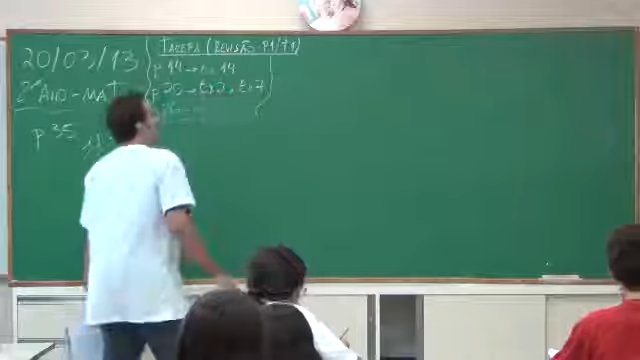 20/03/13
TAREFA (REVISÃO P1/T1)
p 14 → Ex. 14
2º ANO - MAT
p 20 → Ex 2, Ex 7
p 35